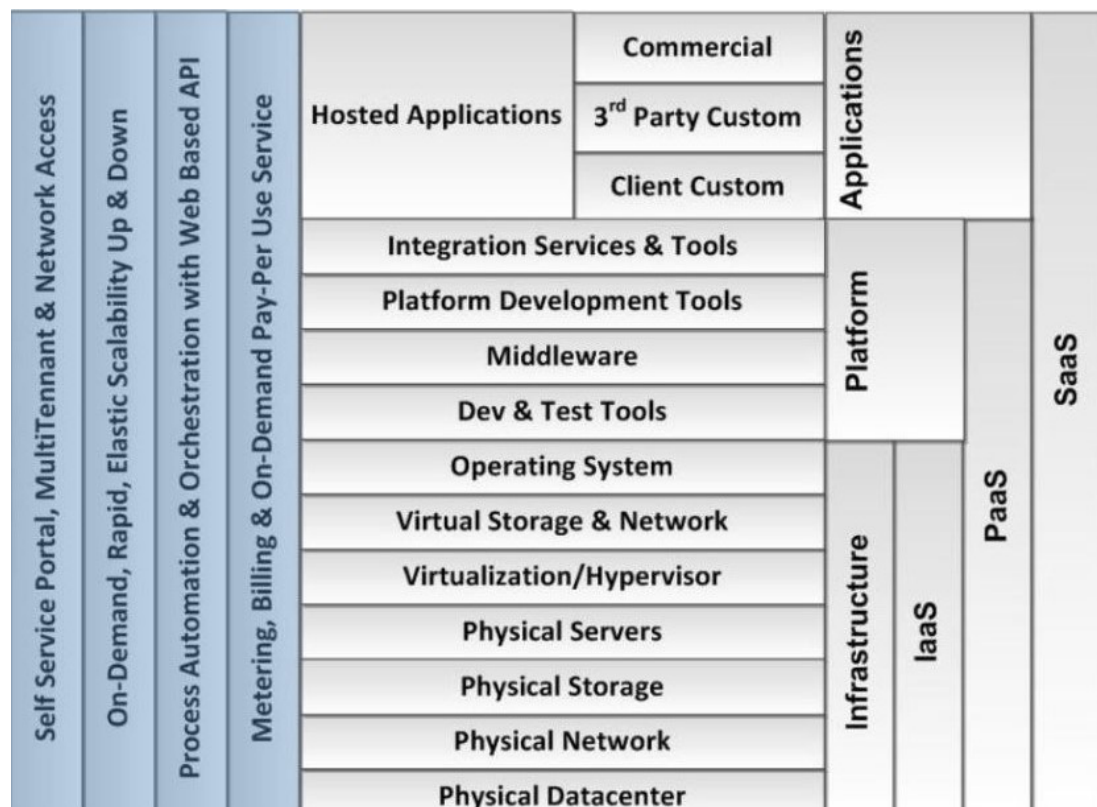 Self Service Portal, MultiTennant & Network Access
On-Demand, Rapid, Elastic Scalability Up & Down
Process Automation & Orchestration with Web Based API
Metering, Billing & On-Demand Pay-Per Use Service
Hosted Applications
Commercial
3rd Party Custom
Client Custom
Integration Services & Tools
Platform Development Tools
Middleware
Dev & Test Tools
Operating System
Virtual Storage & Network
Virtualization/Hypervisor
Physical Servers
Physical Storage
Physical Network
Physical Datacenter
Applications
Platform
Infrastructure
IaaS
PaaS
SaaS